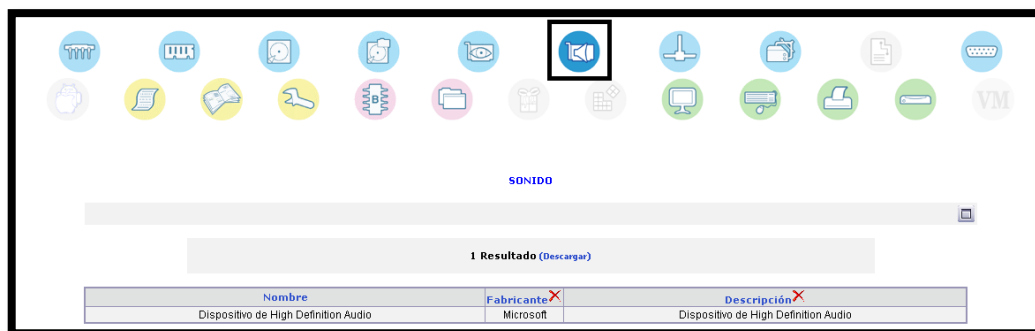 B
VM
SONIDO
1 Resultado (Descargar)
Nombre Fabricante Descripción
Dispositivo de High Definition Audio Microsoft Dispositivo de High Definition Audio